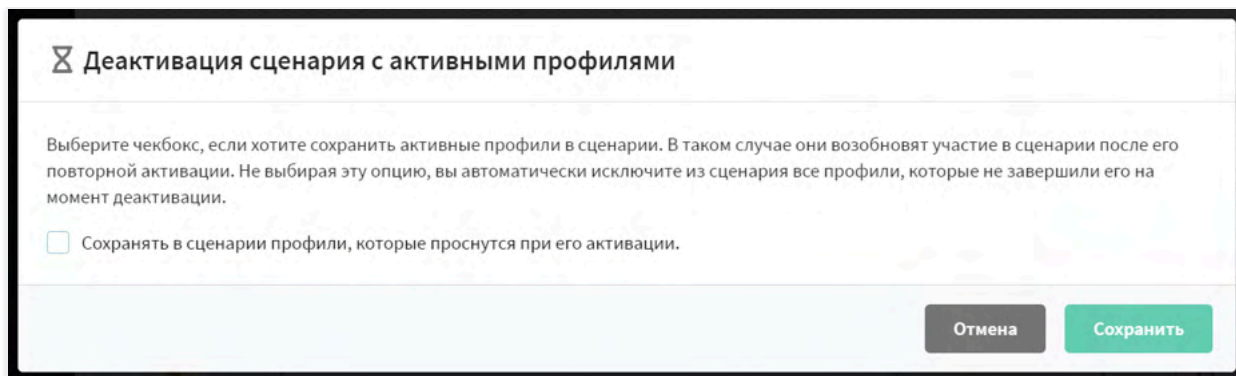 Деактивация сценария с активными профилями
Выберите чекбокс, если хотите сохранить активные профили в сценарии. В таком случае они возобновят участие в сценарии после его
повторной активации. Не выбирая эту опцию, вы автоматически исключите из сценария все профили, которые не завершили его на
момент деактивации.
Сохранять в сценарии профили, которые проснутся при его активации.
Отмена
Сохранить